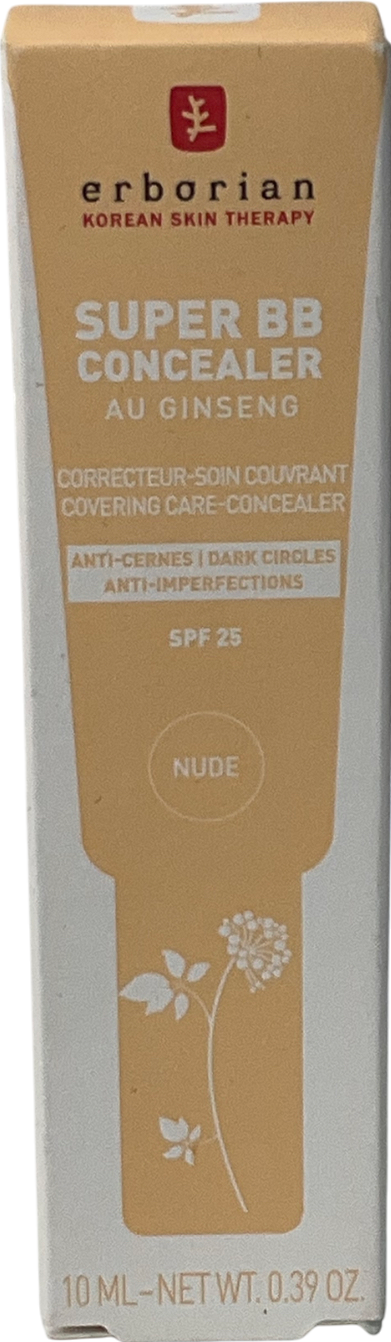 erborian
KOREAN SKIN THERAPY
SUPER BB
CONCEALER
AU GINSENG
CORRECTEUR-SOIN COUVRANT
COVERING CARE-CONCEALER
ANTI-CERNES | DARK CIRCLES
ANTI-IMPERFECTIONS
SPF 25
NUDE
10 ML-NET WT. 0.39 OZ.